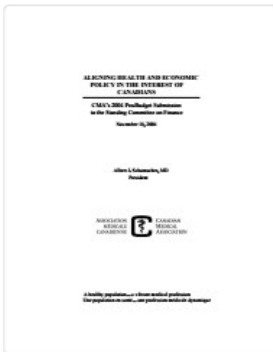 ALIGNING HEALTH AND ECONOMIC
POLICY IN THE INTEREST OF
CANADIANS
CMA's 2004 Pre-Budget Submission
to the Standing Committee on Finance
November 18, 2004
Albert J. Schumacher, MD
President
ASSOCIATION
MÉDICALE
CANADIENNE
CANADIAN
MEDICAL
ASSOCIATION
A healthy population...a vibrant medical profession
Une population en santé...une profession médicale dynamique